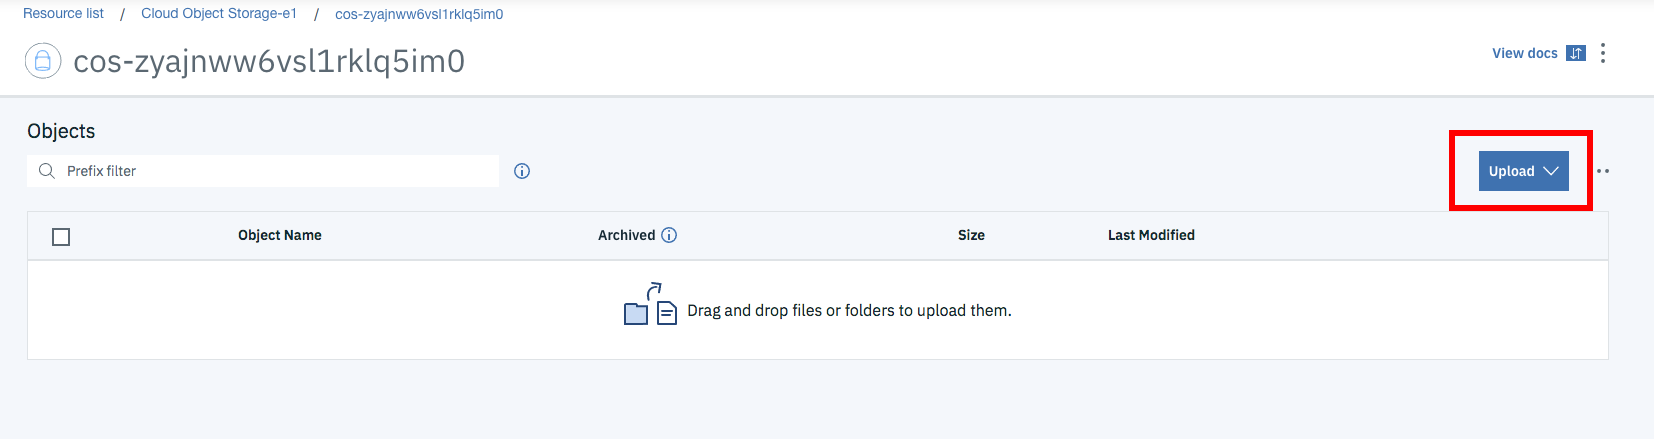 Resource list / Cloud Object Storage-e1 / cos-zyajnww6vsl1rklq5im0
cos-zyajnww6vsl1rklq5im0
View docs
Objects
Prefix filter
Upload
Object Name Archived Size Last Modified
Drag and drop files or folders to upload them.